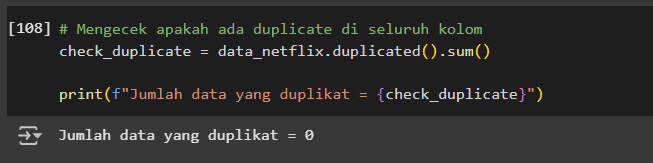 [108] # Mengecek apakah ada duplicate di seluruh kolom
check_duplicate = data_netflix.duplicated().sum()
print(f"Jumlah data yang duplikat = {check_duplicate}")
Jumlah data yang duplikat = 0